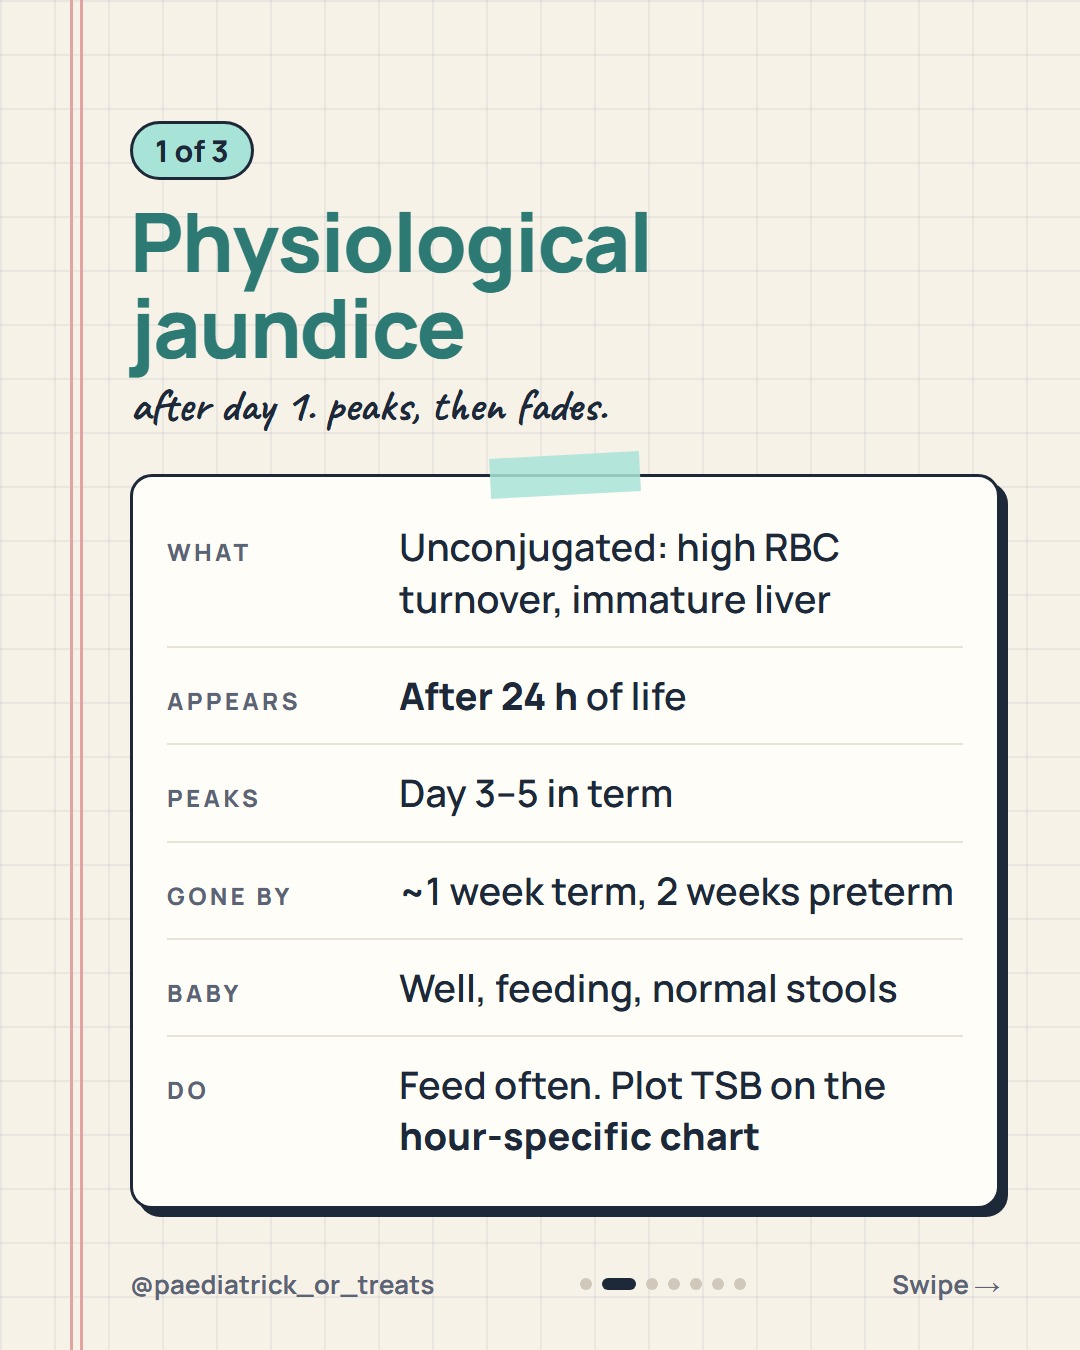 1 of 3
Physiological
jaundice
after day 1. peaks, then fades.
WHAT
Unconjugated: high RBC
turnover, immature liver
APPEARS
After 24 h of life
PEAKS
Day 3–5 in term
GONE BY
~1 week term, 2 weeks preterm
BABY
Well, feeding, normal stools
DO
Feed often. Plot TSB on the
hour-specific chart
@paediatrick_or_treats
Swipe →